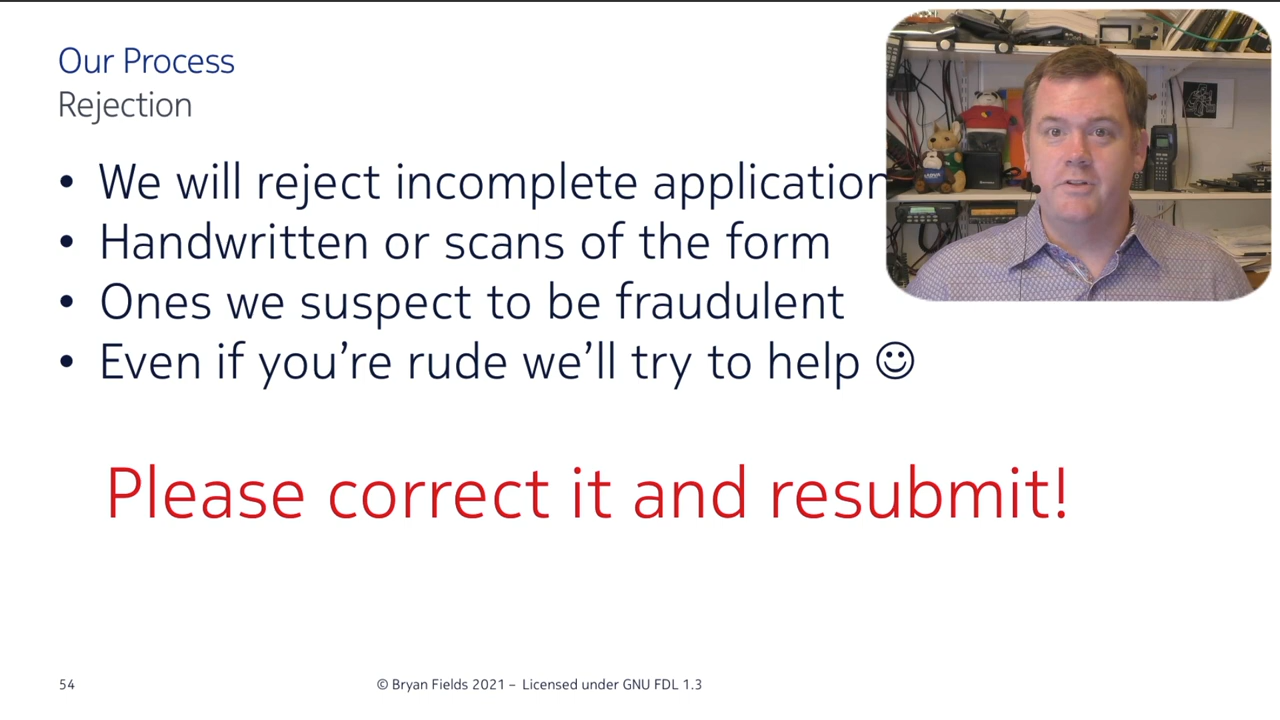 Our Process
Rejection
• We will reject incomplete application
• Handwritten or scans of the form
• Ones we suspect to be fraudulent
• Even if you’re rude we’ll try to help ☺
Please correct it and resubmit!
54
© Bryan Fields 2021 – Licensed under GNU FDL 1.3